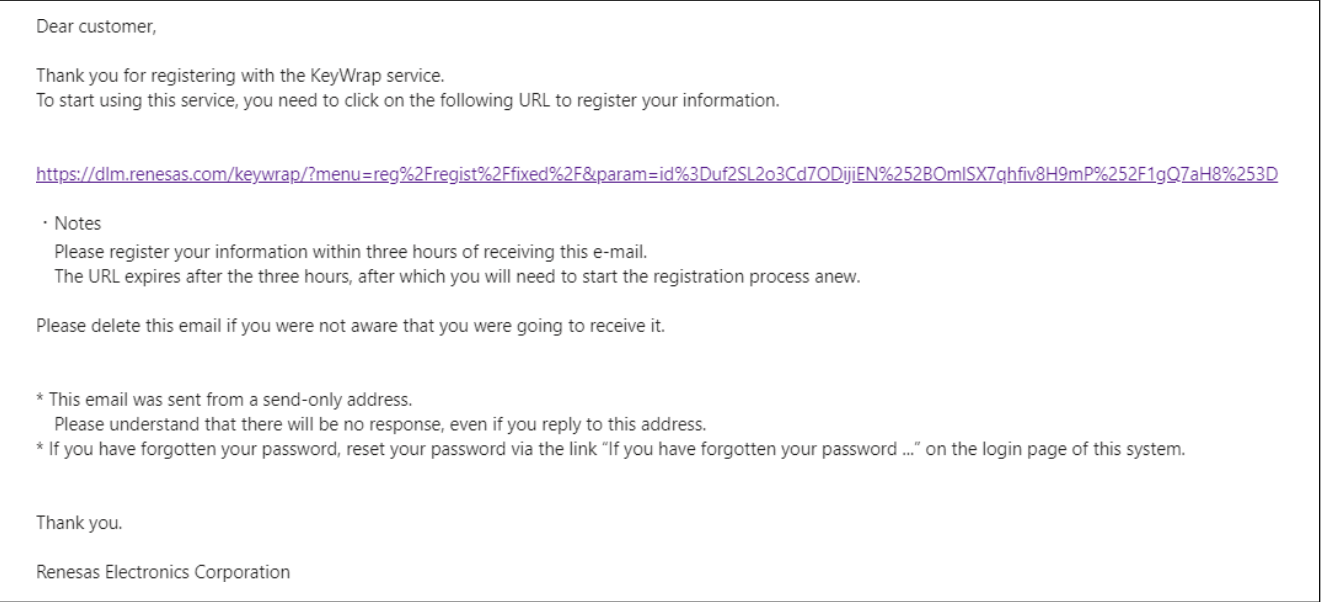 Dear customer,
Thank you for registering with the KeyWrap service.
To start using this service, you need to click on the following URL to register your information.
https://dlm.renesas.com/keywrap/?menu=reg%2Fregist%2Ffixed%2F&param=id%3Duf2SL2o3Cd7ODijiEN%252BOmISX7qhfiv8H9mP%252F1gQ7aH8%253D
・Notes
Please register your information within three hours of receiving this e-mail.
The URL expires after the three hours, after which you will need to start the registration process anew.
Please delete this email if you were not aware that you were going to receive it.
* This email was sent from a send-only address.
Please understand that there will be no response, even if you reply to this address.
* If you have forgotten your password, reset your password via the link “If you have forgotten your password ...” on the login page of this system.
Thank you.
Renesas Electronics Corporation